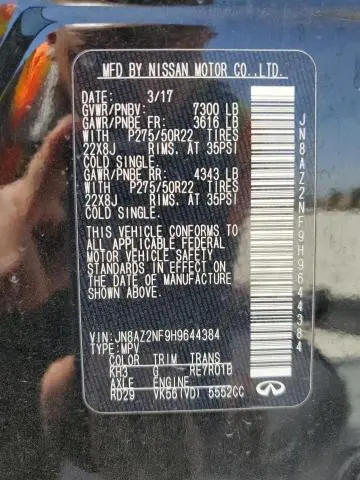 MFD BY NISSAN MOTOR CO.,LTD.
DATE: 3/17
GVWR/PNBV: 7300 LB
GAWR/PNBE FR: 3616 LB
WITH P275/50R22 TIRES
22X8J RIMS, AT 35PSI
COLD SINGLE.
GAWR/PNBE RR: 4343 LB
WITH P275/50R22 TIRES
22X8J RIMS, AT 35PSI
COLD SINGLE.
THIS VEHICLE CONFORMS TO
ALL APPLICABLE FEDERAL
MOTOR VEHICLE SAFETY
STANDARDS IN EFFECT ON
THE DATE OF MANUFACTURE
SHOWN ABOVE.
VIN: JN8AZ2NF9H9644384
TYPE: MPV
COLOR TRIM TRANS
KH3 G RE7R01B
AXLE ENGINE
RD29 VK56(VD) 5552CC
INFINITI
JN8AZ2NF9H9644384